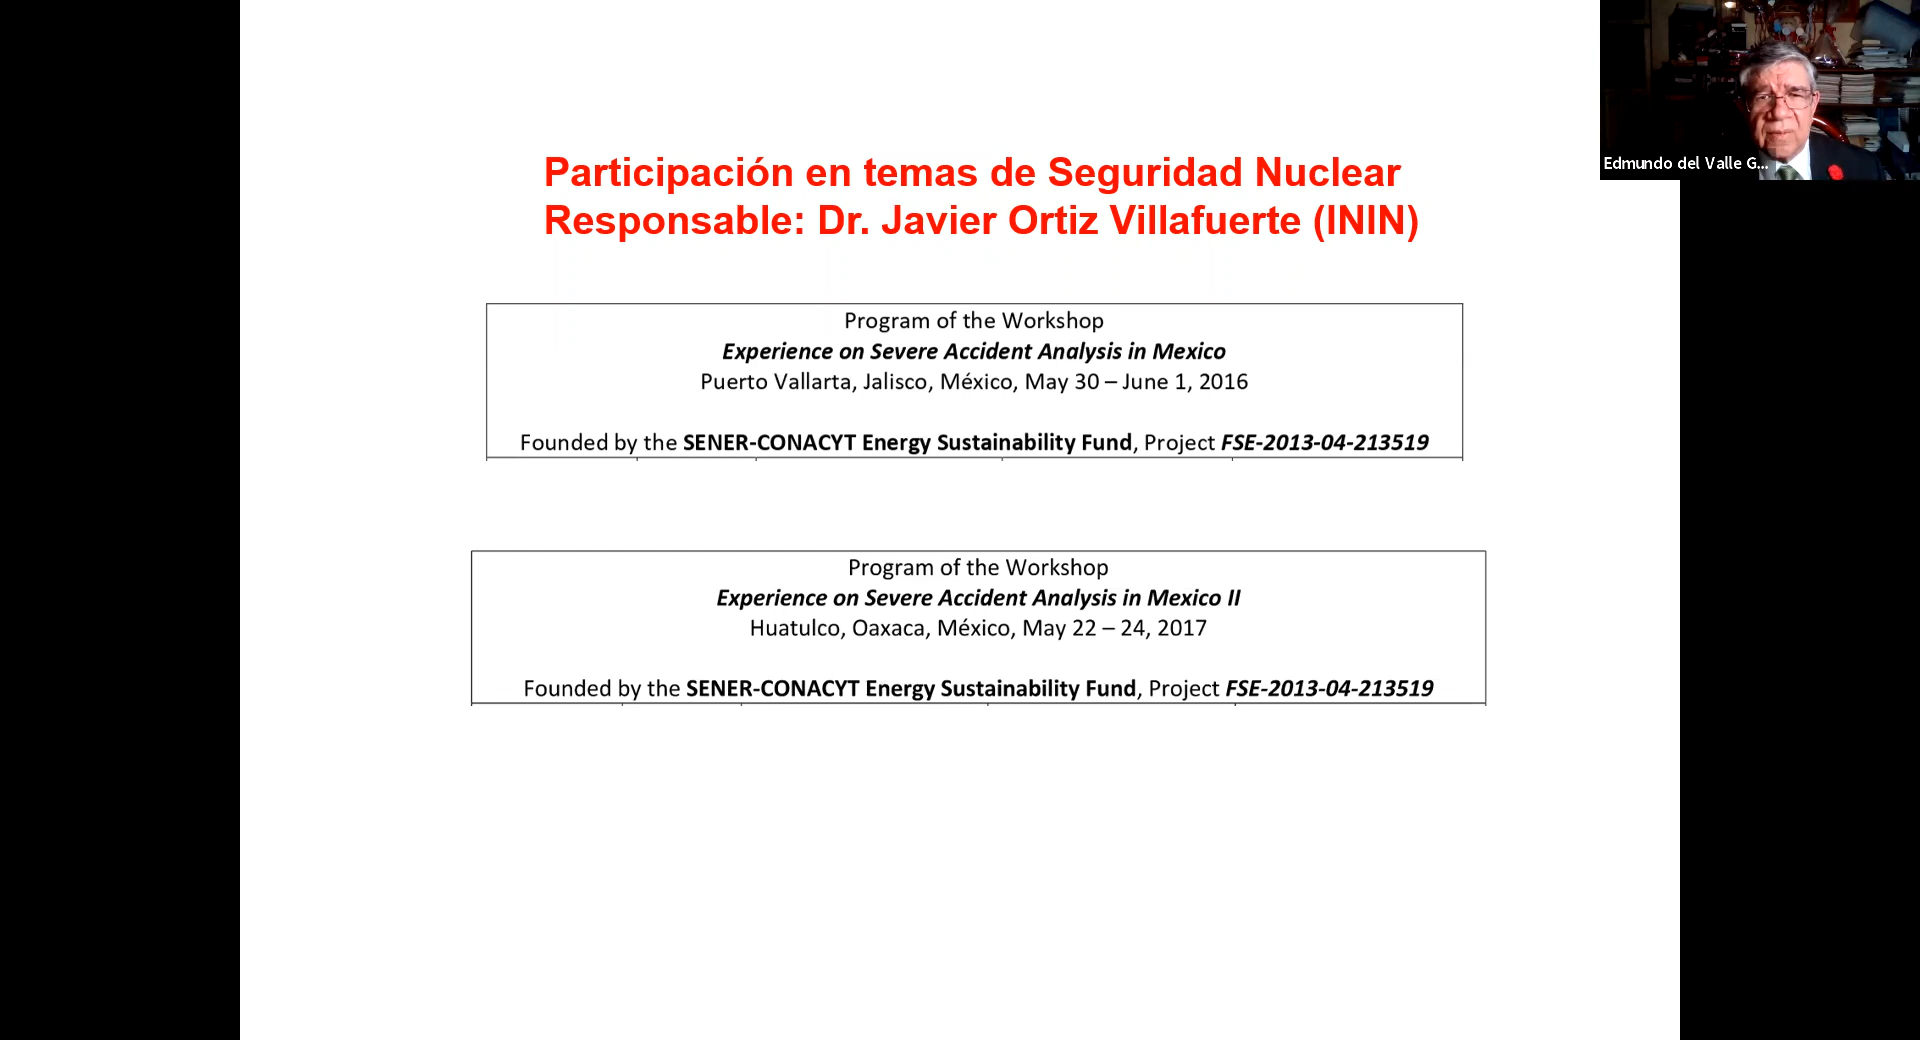 Participación en temas de Seguridad Nuclear
Responsable: Dr. Javier Ortiz Villafuerte (ININ)
Program of the Workshop
Experience on Severe Accident Analysis in Mexico
Puerto Vallarta, Jalisco, México, May 30 – June 1, 2016
Founded by the SENER-CONACYT Energy Sustainability Fund, Project FSE-2013-04-213519
Program of the Workshop
Experience on Severe Accident Analysis in Mexico II
Huatulco, Oaxaca, México, May 22 – 24, 2017
Founded by the SENER-CONACYT Energy Sustainability Fund, Project FSE-2013-04-213519
Edmundo del Valle G...